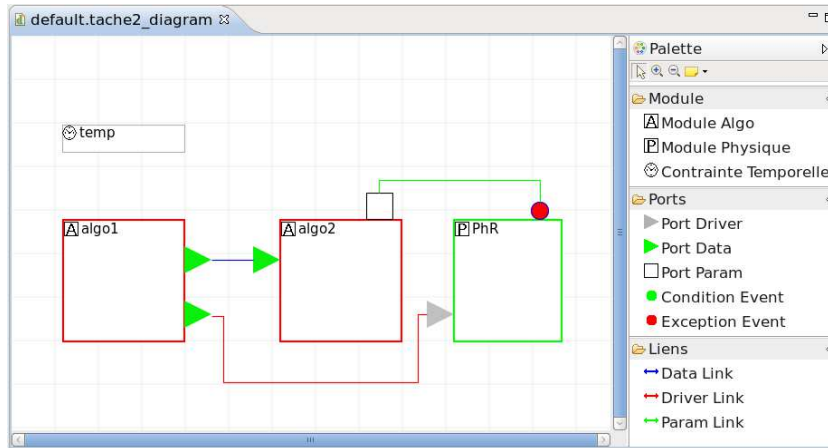 default.tache2_diagram
temp
A algo1
A algo2
P PhR
Palette
Module
A Module Algo
P Module Physique
Contrainte Temporelle
Ports
Port Driver
Port Data
Port Param
Condition Event
Exception Event
Liens
Data Link
Driver Link
Param Link